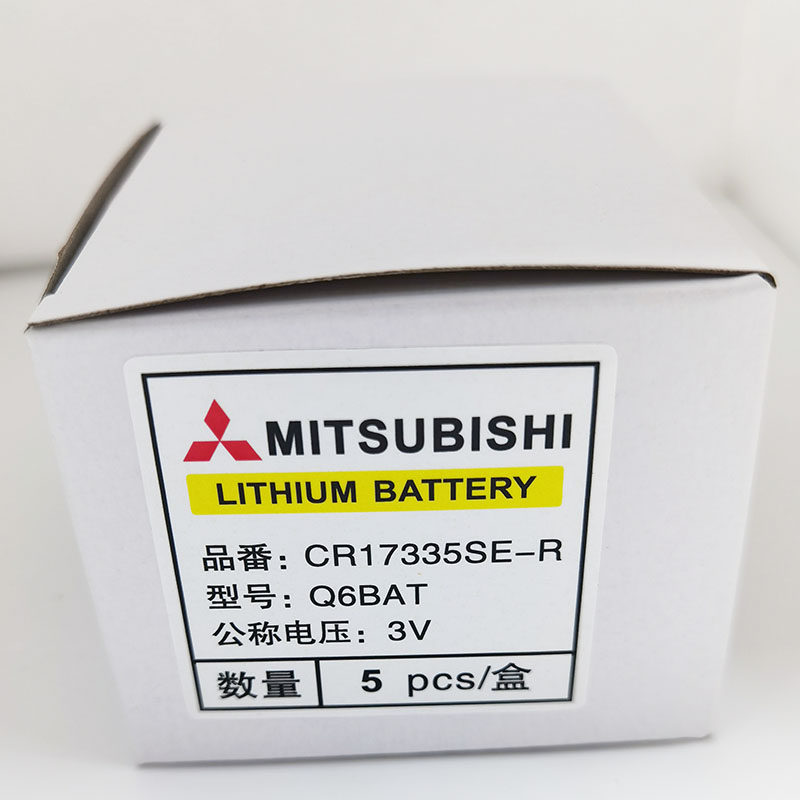 MITSUBISHI
LITHIUM BATTERY
品番: CR17335SE-R
型号: Q6BAT
公称电压: 3V
数量 5 pcs/盒